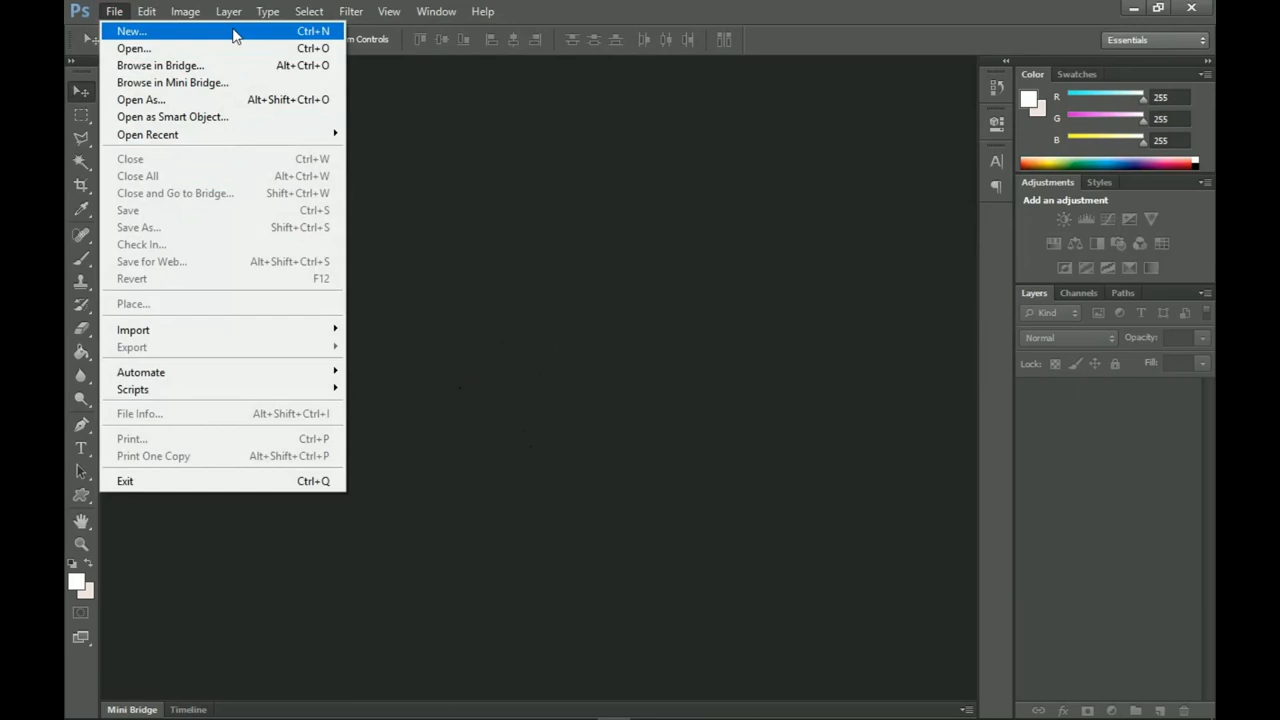 Ps File Edit Image Layer Type Select Filter View Window Help
m Controls Essentials
New... Ctrl+N
Open... Ctrl+O
Browse in Bridge... Alt+Ctrl+O
Browse in Mini Bridge...
Open As... Alt+Shift+Ctrl+O
Open as Smart Object...
Open Recent
Close Ctrl+W
Close All Alt+Ctrl+W
Close and Go to Bridge... Shift+Ctrl+W
Save Ctrl+S
Save As... Shift+Ctrl+S
Check In...
Save for Web... Alt+Shift+Ctrl+S
Revert F12
Place...
Import
Export
Automate
Scripts
File Info... Alt+Shift+Ctrl+I
Print... Ctrl+P
Print One Copy Alt+Shift+Ctrl+P
Exit Ctrl+Q
Color Swatches
R 255
G 255
B 255
Adjustments Styles
Add an adjustment
Layers Channels Paths
Kind
Normal Opacity:
Lock: Fill:
Mini Bridge Timeline